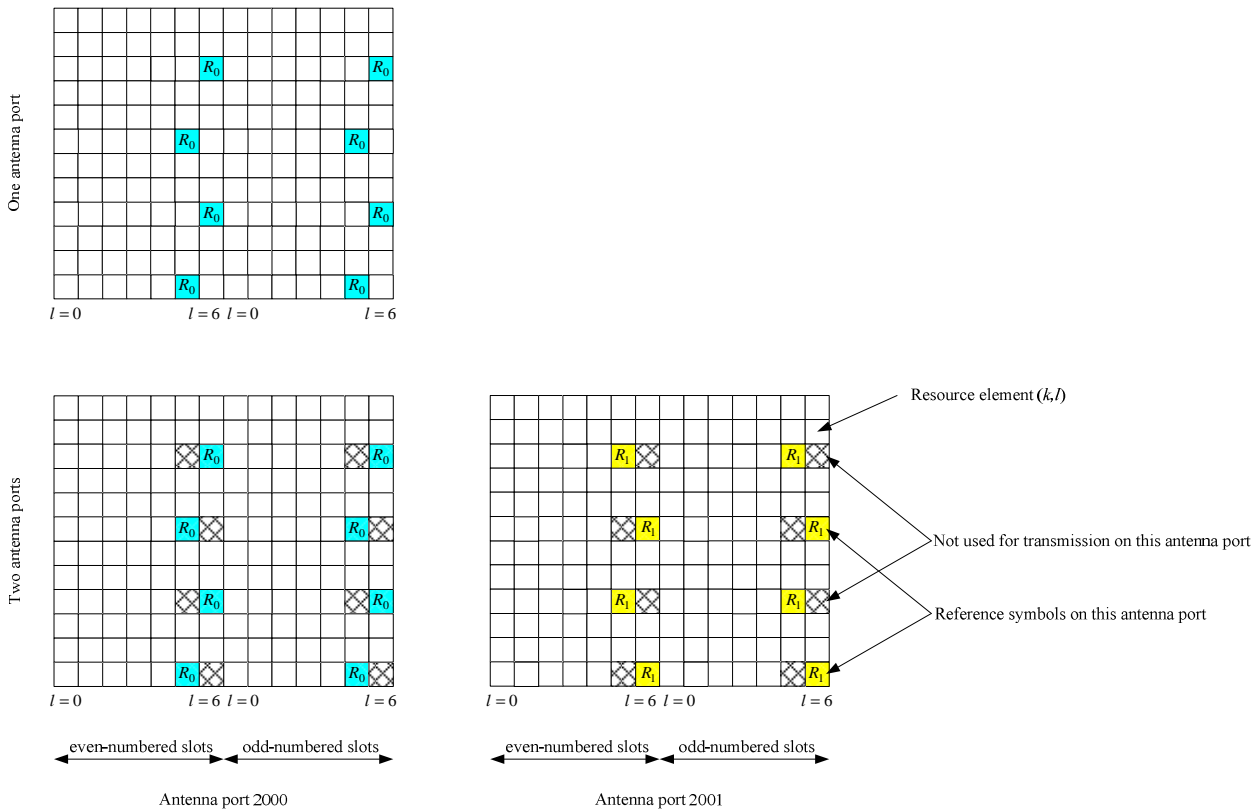 One antenna port
R0 R0
R0 R0
R0 R0
R0 R0
l = 0 l = 6 l = 0 l = 6
Two antenna ports
Resource element (k,l)
R0 R0 R1 R1
R0 R0 R1 R1
Not used for transmission on this antenna port
R0 R0 R1 R1
Reference symbols on this antenna port
R0 R0 R1 R1
l = 0 l = 6 l = 0 l = 6 l = 0 l = 6 l = 0 l = 6
even-numbered slots odd-numbered slots even-numbered slots odd-numbered slots
Antenna port 2000 Antenna port 2001